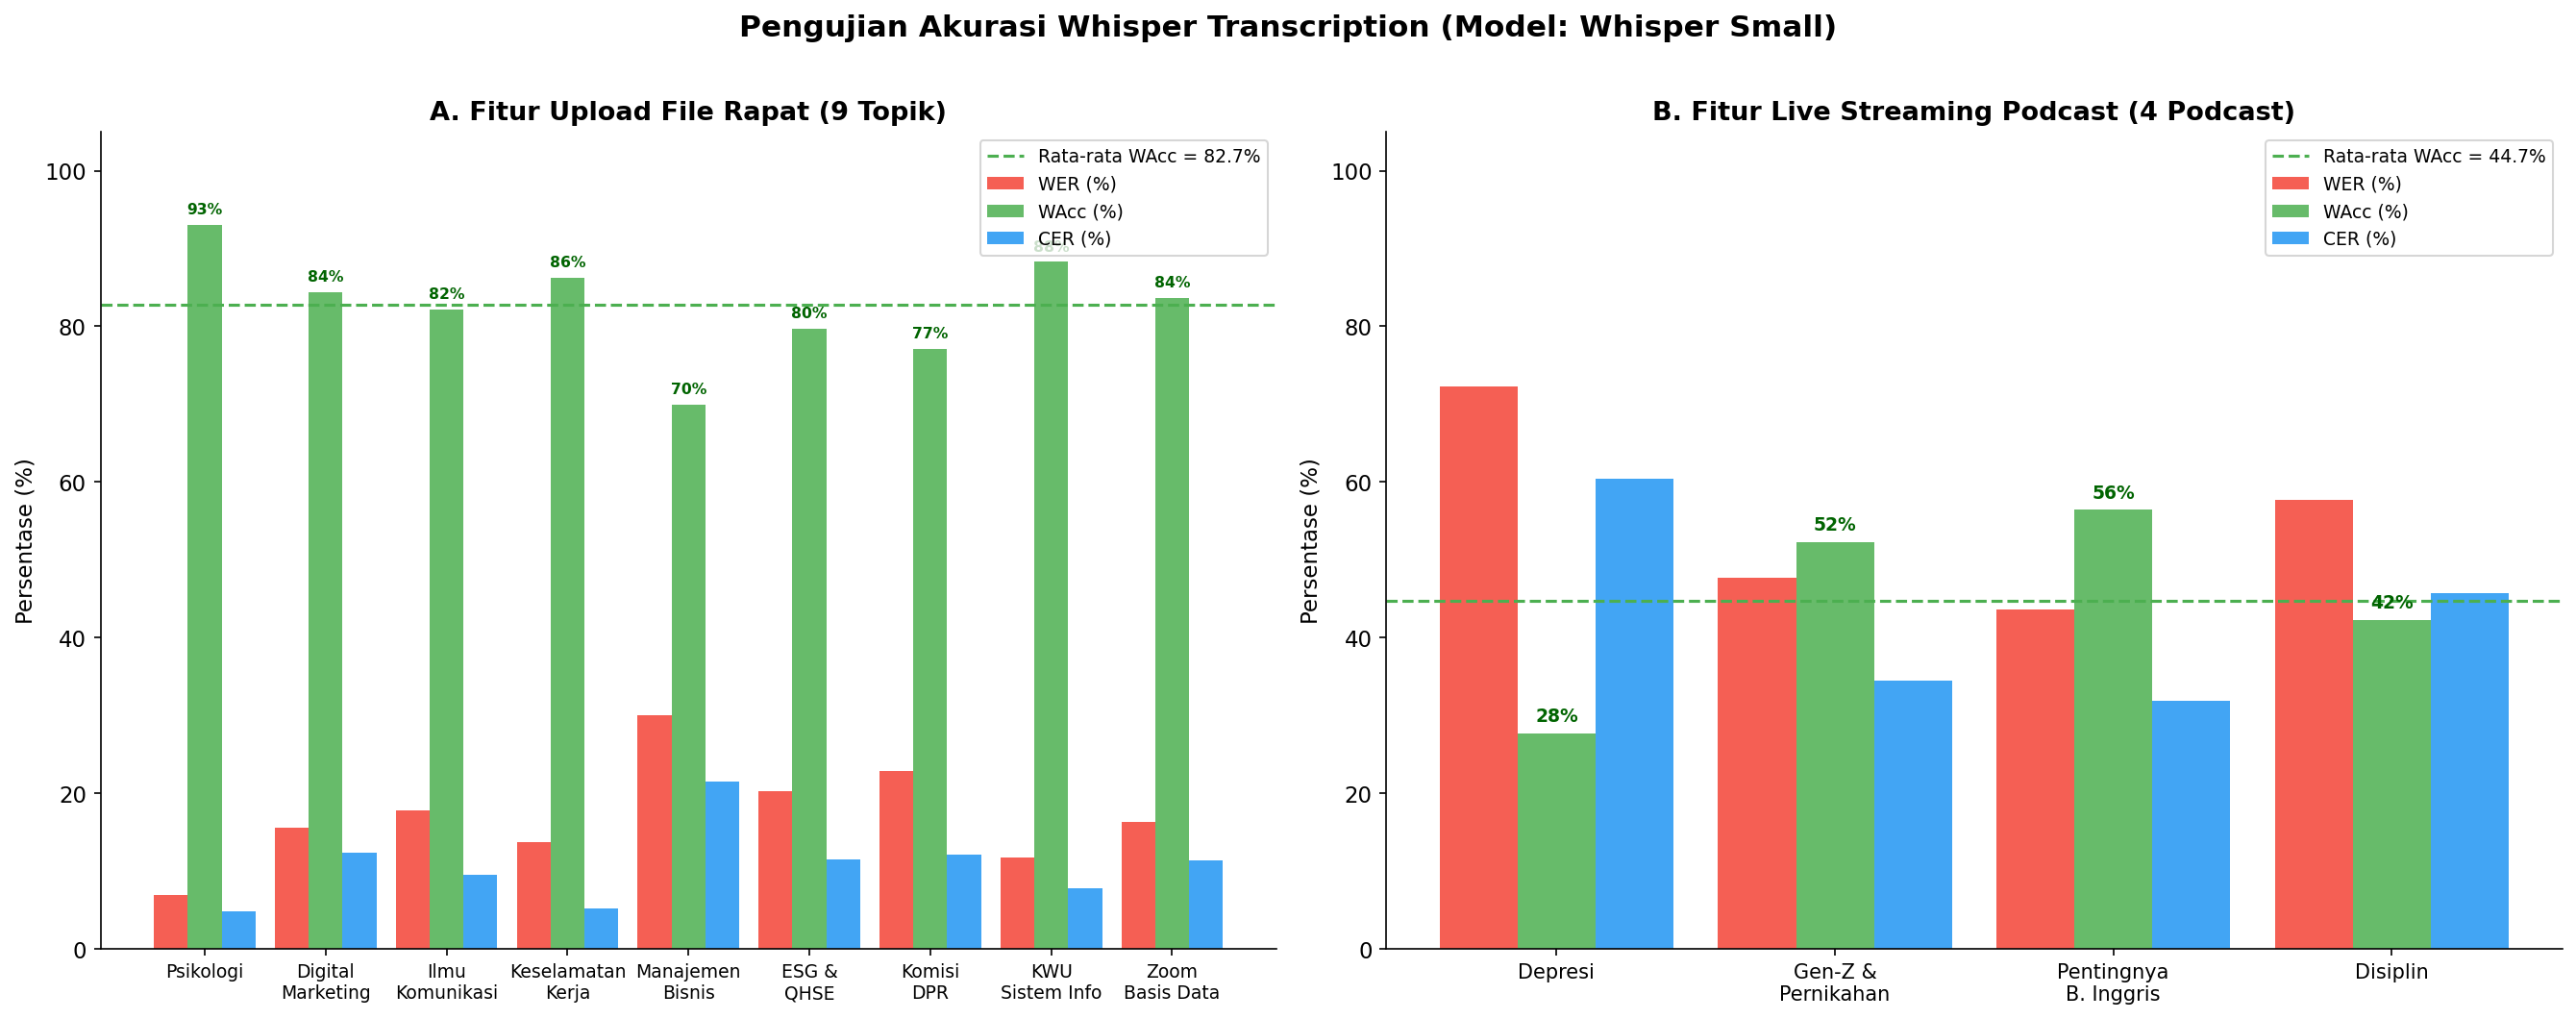 Pengujian Akurasi Whisper Transcription (Model: Whisper Small)
A. Fitur Upload File Rapat (9 Topik)
Persentase (%)
100
80
60
40
20
0
Rata-rata WAcc = 82.7%
WER (%)
WAcc (%)
CER (%)
93%
84%
82%
86%
70%
80%
77%
88%
84%
Psikologi
Digital
Marketing
Ilmu
Komunikasi
Keselamatan
Kerja
Manajemen
Bisnis
ESG &
QHSE
Komisi
DPR
KWU
Sistem Info
Zoom
Basis Data
B. Fitur Live Streaming Podcast (4 Podcast)
Persentase (%)
100
80
60
40
20
0
Rata-rata WAcc = 44.7%
WER (%)
WAcc (%)
CER (%)
28%
52%
56%
42%
Depresi
Gen-Z &
Pernikahan
Pentingnya
B. Inggris
Disiplin